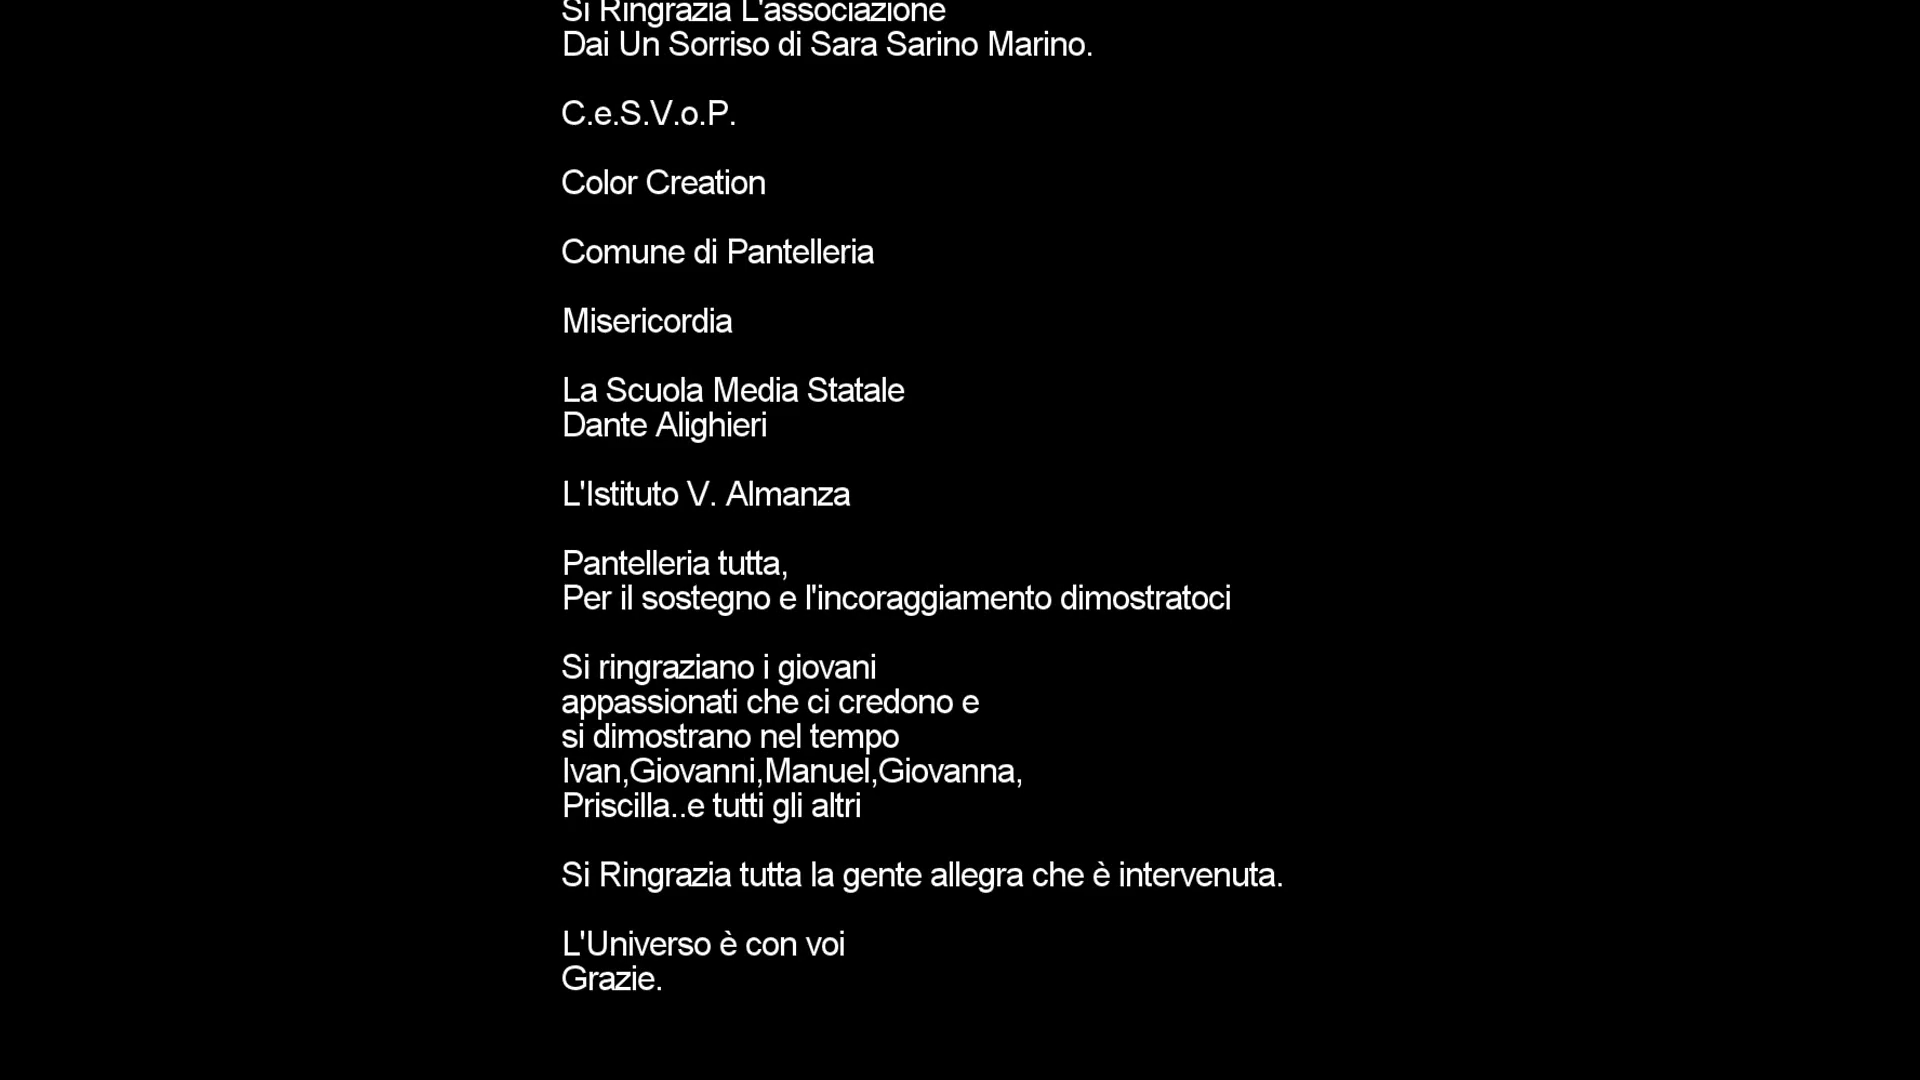 Si Ringrazia L'associazione
Dai Un Sorriso di Sara Sarino Marino.
C.e.S.V.o.P.
Color Creation
Comune di Pantelleria
Misericordia
La Scuola Media Statale
Dante Alighieri
L'Istituto V. Almanza
Pantelleria tutta,
Per il sostegno e l'incoraggiamento dimostratoci
Si ringraziano i giovani
appassionati che ci credono e
si dimostrano nel tempo
Ivan,Giovanni,Manuel,Giovanna,
Priscilla..e tutti gli altri
Si Ringrazia tutta la gente allegra che è intervenuta.
L'Universo è con voi
Grazie.